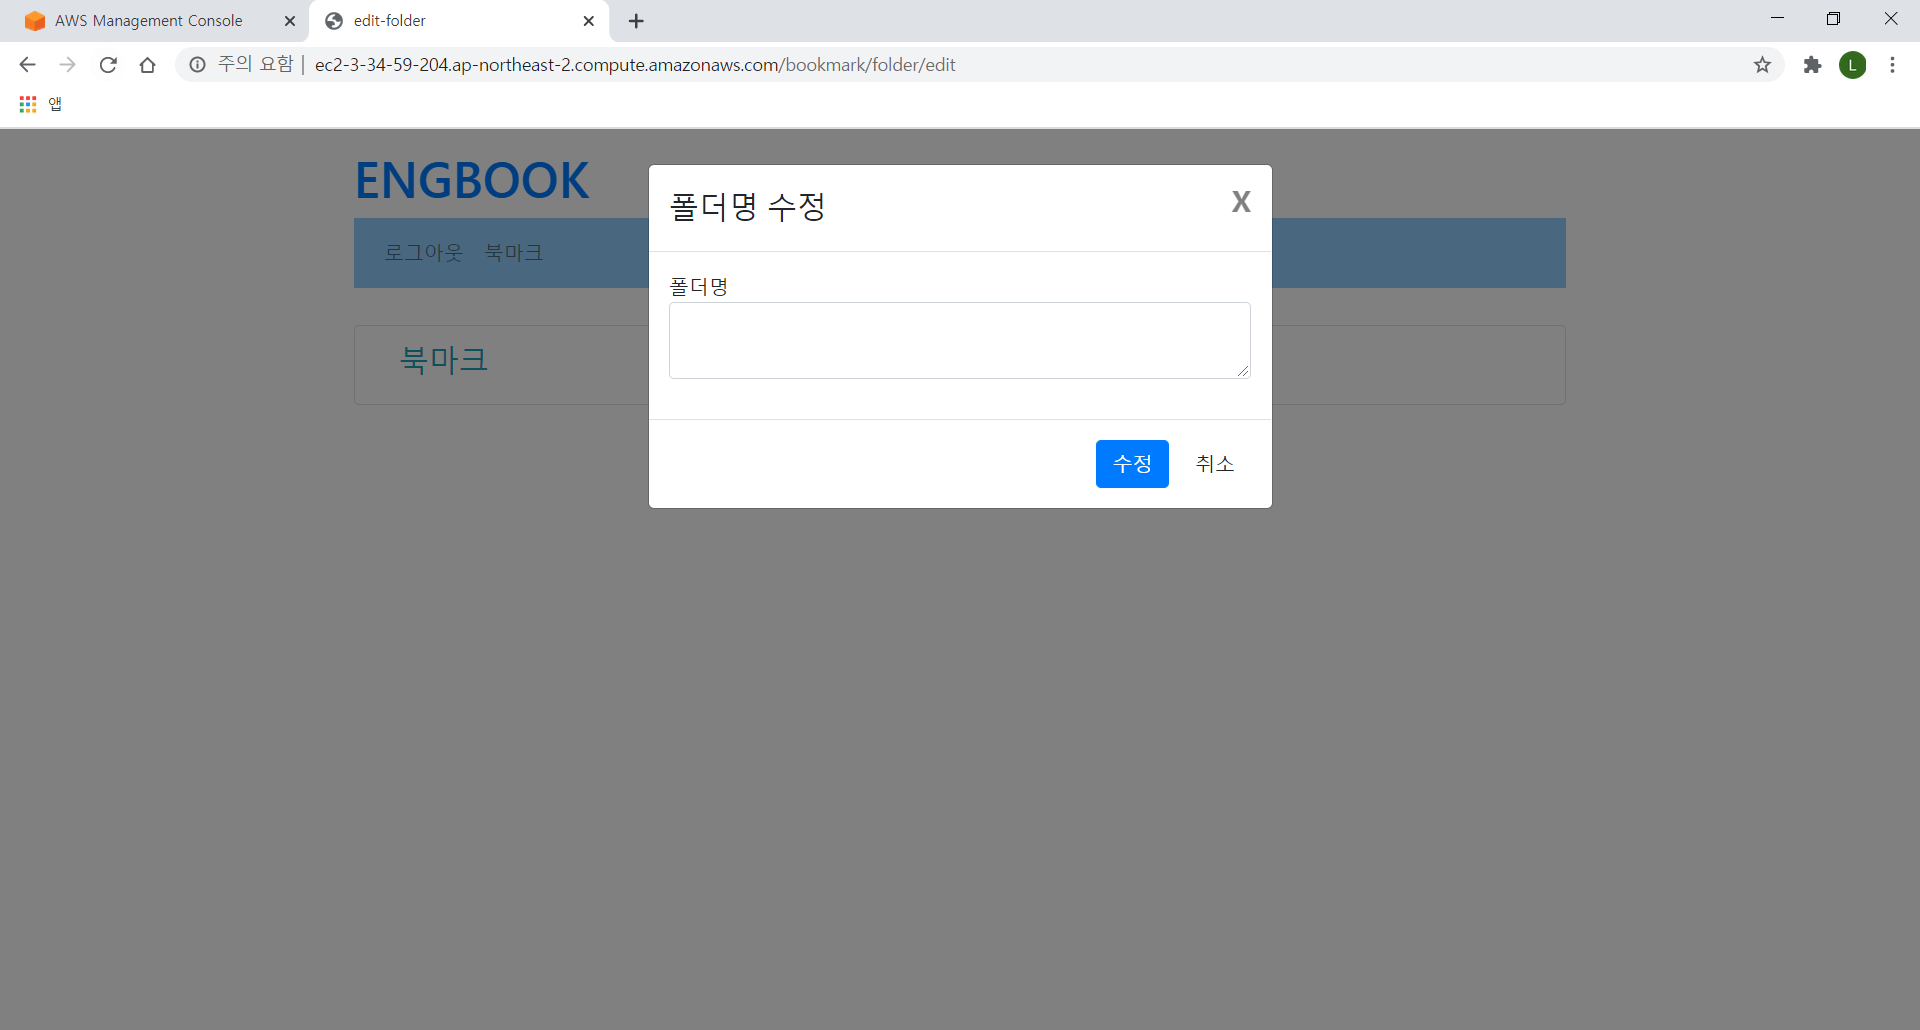 AWS Management Console
edit-folder
주의 요함 | ec2-3-34-59-204.ap-northeast-2.compute.amazonaws.com/bookmark/folder/edit
L
앱
ENGBOOK
로그아웃 북마크
북마크
폴더명 수정
X
폴더명
수정 취소